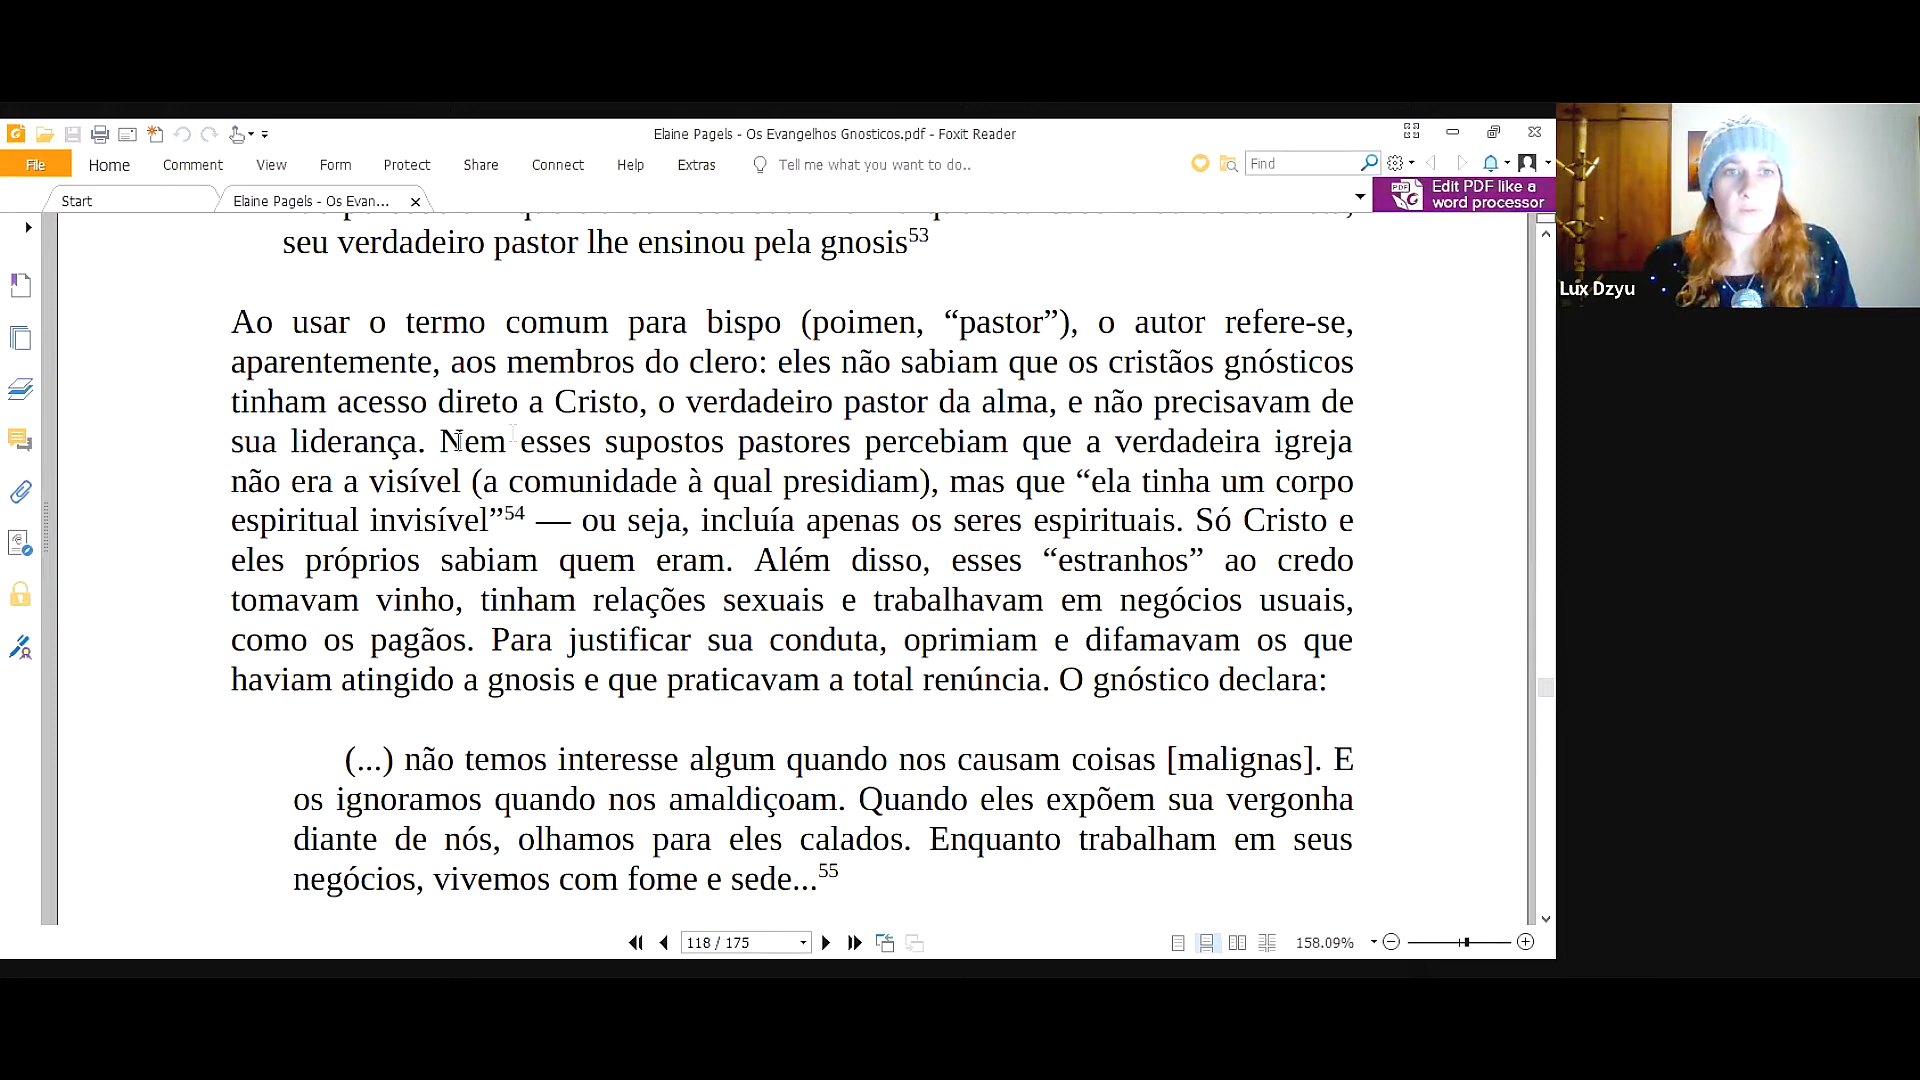 Elaine Pagels - Os Evangelhos Gnosticos.pdf - Foxit Reader
File Home Comment View Form Protect Share Connect Help Extras Tell me what you want to do.. Find
Start Elaine Pagels - Os Evan... Edit PDF like a
word processor
seu verdadeiro pastor lhe ensinou pela gnosis53
Ao usar o termo comum para bispo (poimen, “pastor”), o autor refere-se,
aparentemente, aos membros do clero: eles não sabiam que os cristãos gnósticos
tinham acesso direto a Cristo, o verdadeiro pastor da alma, e não precisavam de
sua liderança. Nem esses supostos pastores percebiam que a verdadeira igreja
não era a visível (a comunidade à qual presidiam), mas que “ela tinha um corpo
espiritual invisível”54 — ou seja, incluía apenas os seres espirituais. Só Cristo e
eles próprios sabiam quem eram. Além disso, esses “estranhos” ao credo
tomavam vinho, tinham relações sexuais e trabalhavam em negócios usuais,
como os pagãos. Para justificar sua conduta, oprimiam e difamavam os que
haviam atingido a gnosis e que praticavam a total renúncia. O gnóstico declara:
(...) não temos interesse algum quando nos causam coisas [malignas]. E
os ignoramos quando nos amaldiçoam. Quando eles expõem sua vergonha
diante de nós, olhamos para eles calados. Enquanto trabalham em seus
negócios, vivemos com fome e sede...55
118 / 175 158.09%
Lux Dzyu